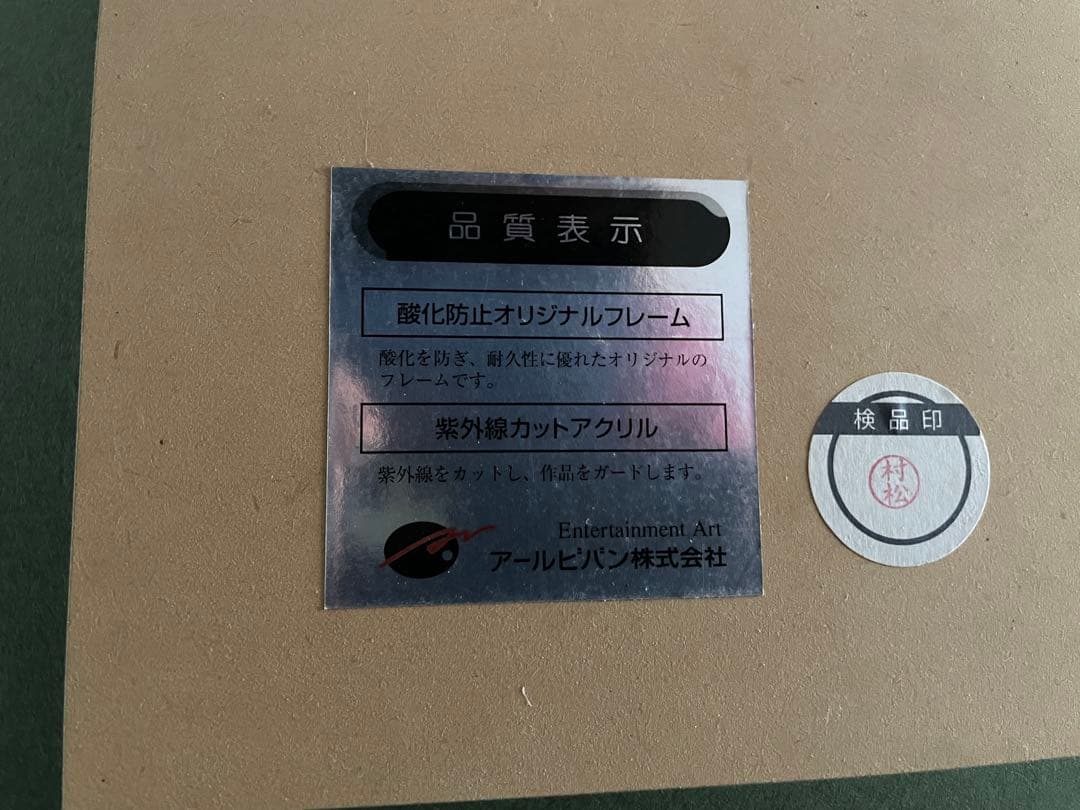 品質表示
酸化防止オリジナルフレーム
酸化を防ぎ、耐久性に優れたオリジナルの
フレームです。
紫外線カットアクリル
紫外線をカットし、作品をガードします。
Entertainment Art
アールビバン株式会社
検品印
村松